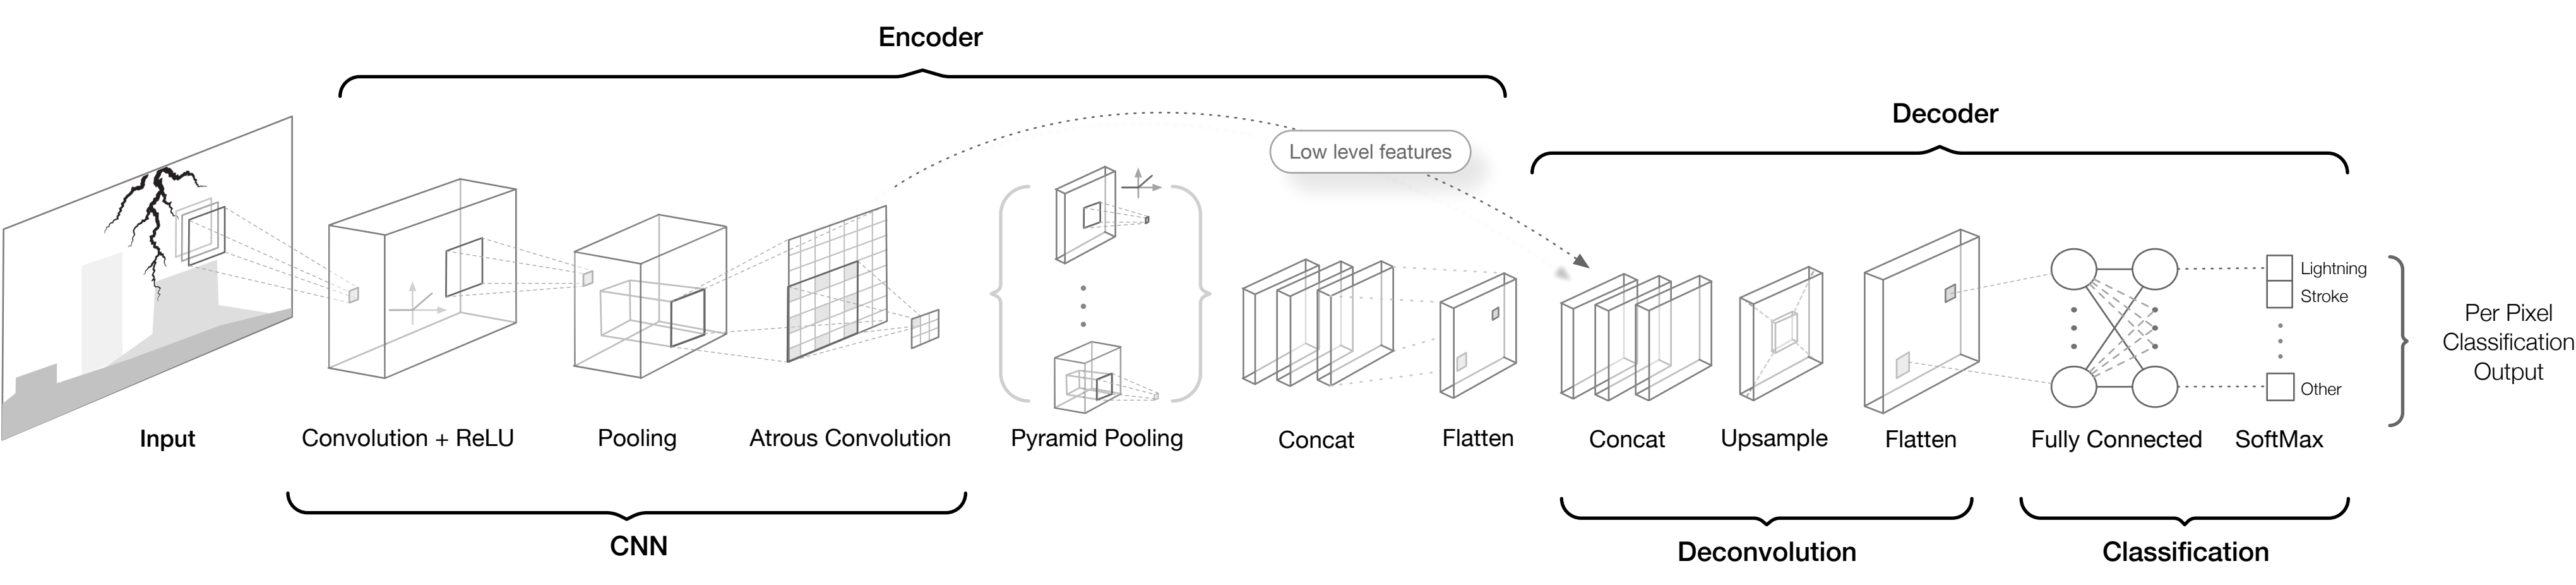 Encoder
Decoder
Low level features
Lightning
Stroke
Other
Per Pixel
Classification
Output
Input
Convolution + ReLU
Pooling
Atrous Convolution
Pyramid Pooling
Concat
Flatten
Concat
Upsample
Flatten
Fully Connected
SoftMax
CNN
Deconvolution
Classification